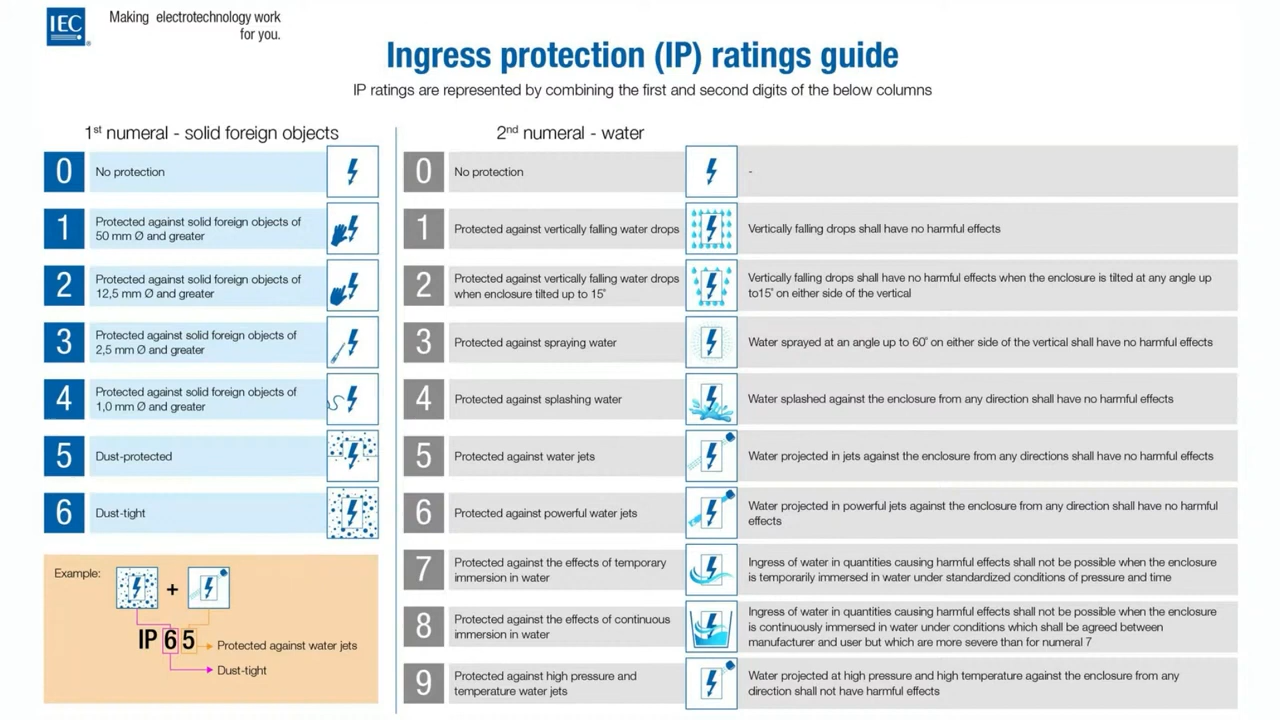 IEC
®
Making electrotechnology work
for you.
Ingress protection (IP) ratings guide
IP ratings are represented by combining the first and second digits of the below columns
1st numeral - solid foreign objects
0
No protection
1
Protected against solid foreign objects of
50 mm Ø and greater
2
Protected against solid foreign objects of
12,5 mm Ø and greater
3
Protected against solid foreign objects of
2,5 mm Ø and greater
4
Protected against solid foreign objects of
1,0 mm Ø and greater
5
Dust-protected
6
Dust-tight
Example:
+
IP 6 5
Protected against water jets
Dust-tight
2nd numeral - water
0
No protection
-
1
Protected against vertically falling water drops
Vertically falling drops shall have no harmful effects
2
Protected against vertically falling water drops
when enclosure tilted up to 15˚
Vertically falling drops shall have no harmful effects when the enclosure is tilted at any angle up
to15˚ on either side of the vertical
3
Protected against spraying water
Water sprayed at an angle up to 60˚ on either side of the vertical shall have no harmful effects
4
Protected against splashing water
Water splashed against the enclosure from any direction shall have no harmful effects
5
Protected against water jets
Water projected in jets against the enclosure from any directions shall have no harmful effects
6
Protected against powerful water jets
Water projected in powerful jets against the enclosure from any direction shall have no harmful
effects
7
Protected against the effects of temporary
immersion in water
Ingress of water in quantities causing harmful effects shall not be possible when the enclosure
is temporarily immersed in water under standardized conditions of pressure and time
8
Protected against the effects of continuous
immersion in water
Ingress of water in quantities causing harmful effects shall not be possible when the enclosure
is continuously immersed in water under conditions which shall be agreed between
manufacturer and user but which are more severe than for numeral 7
9
Protected against high pressure and
temperature water jets
Water projected at high pressure and high temperature against the enclosure from any
direction shall not have harmful effects